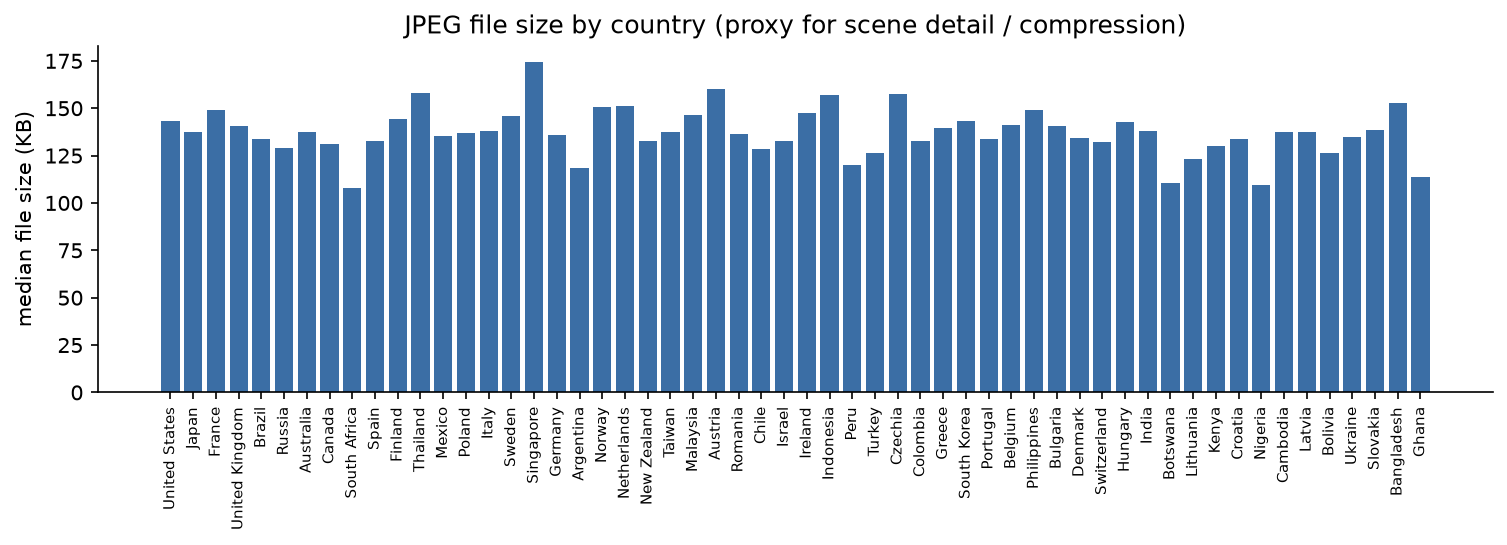 JPEG file size by country (proxy for scene detail / compression)
median file size (KB)
175
150
125
100
75
50
25
0
United States
Japan
France
United Kingdom
Brazil
Russia
Australia
Canada
South Africa
Spain
Finland
Thailand
Mexico
Poland
Italy
Sweden
Singapore
Germany
Argentina
Norway
Netherlands
New Zealand
Taiwan
Malaysia
Austria
Romania
Chile
Israel
Ireland
Indonesia
Peru
Turkey
Czechia
Colombia
Greece
South Korea
Portugal
Belgium
Philippines
Bulgaria
Denmark
Switzerland
Hungary
India
Botswana
Lithuania
Kenya
Croatia
Nigeria
Cambodia
Latvia
Bolivia
Ukraine
Slovakia
Bangladesh
Ghana